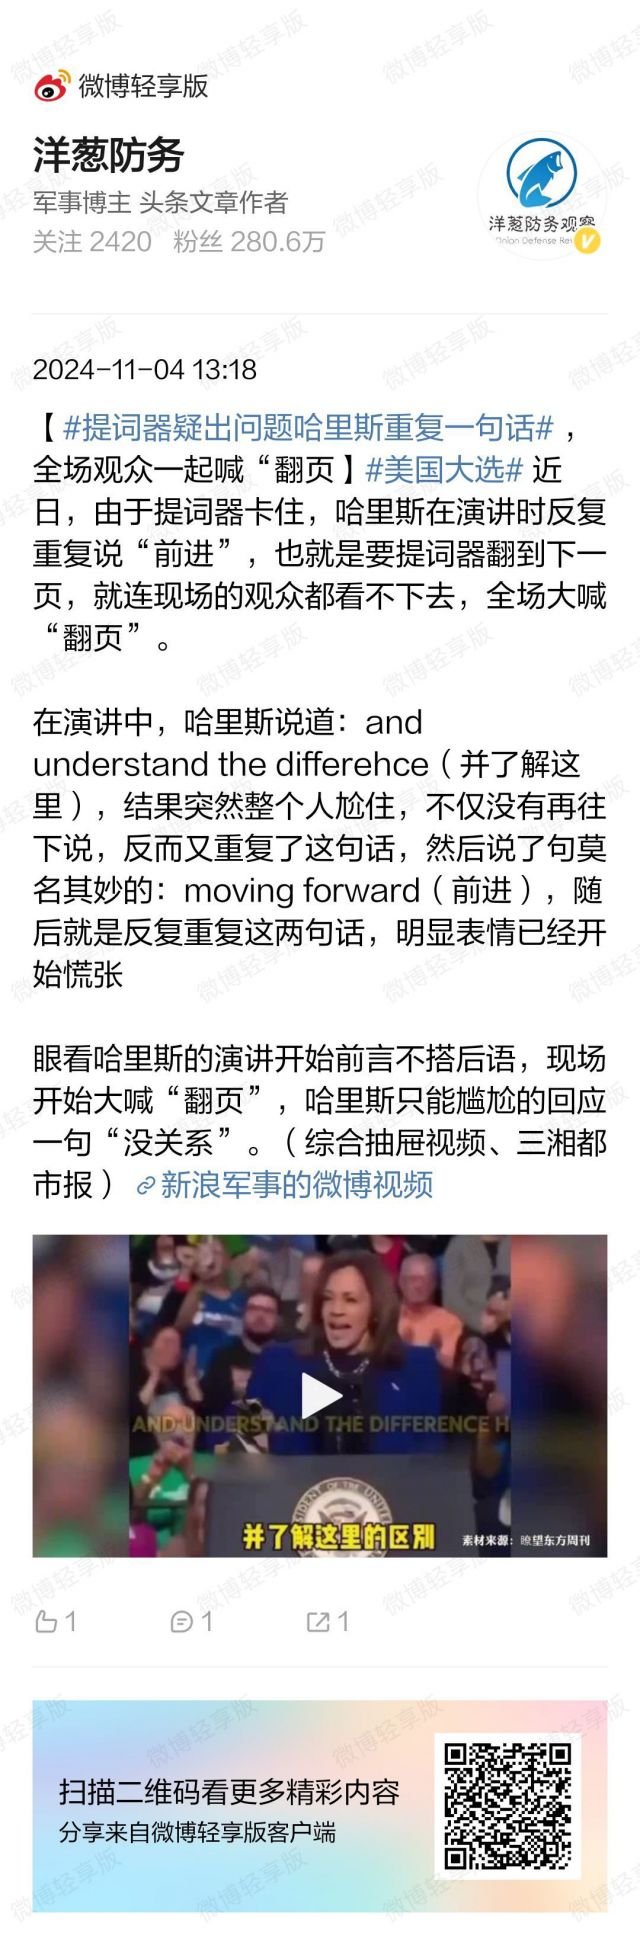 微博轻享版
洋葱防务
军事博主 头条文章作者
关注 2420 粉丝 280.6万
洋葱防务观察
Onion Defense Rev
2024-11-04 13:18
【#提词器疑出问题哈里斯重复一句话#，
全场观众一起喊“翻页】#美国大选# 近
日，由于提词器卡住，哈里斯在演讲时反复
重复说“前进”，也就是要提词器翻到下一
页，就连现场的观众都看不下去，全场大喊
“翻页”。
在演讲中，哈里斯说道：and
understand the differehce（并了解这
里），结果突然整个人尬住，不仅没有再往
下说，反而又重复了这句话，然后说了句莫
名其妙的：moving forward（前进），随
后就是反复重复这两句话，明显表情已经开
始慌张
眼看哈里斯的演讲开始前言不搭后语，现场
开始大喊“翻页”，哈里斯只能尴尬的回应
一句“没关系”。（综合抽屉视频、三湘都
市报）新浪军事的微博视频
AND UNDERSTAND THE DIFFERENCE H
并了解这里的区别
素材来源：瞭望东方周刊
1 1 1
扫描二维码看更多精彩内容
分享来自微博轻享版客户端